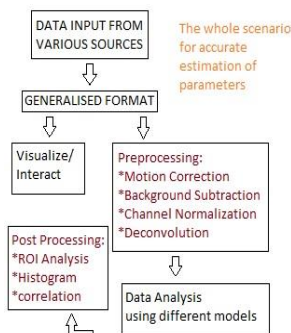 DATA INPUT FROM
VARIOUS SOURCES
The whole scenario
for accurate
estimation of
parameters
GENERALISED FORMAT
Visualize/
Interact
Preprocessing:
*Motion Correction
*Background Subtraction
*Channel Normalization
*Deconvolution
Post Processing:
*ROI Analysis
*Histogram
*correlation
Data Analysis
using different models